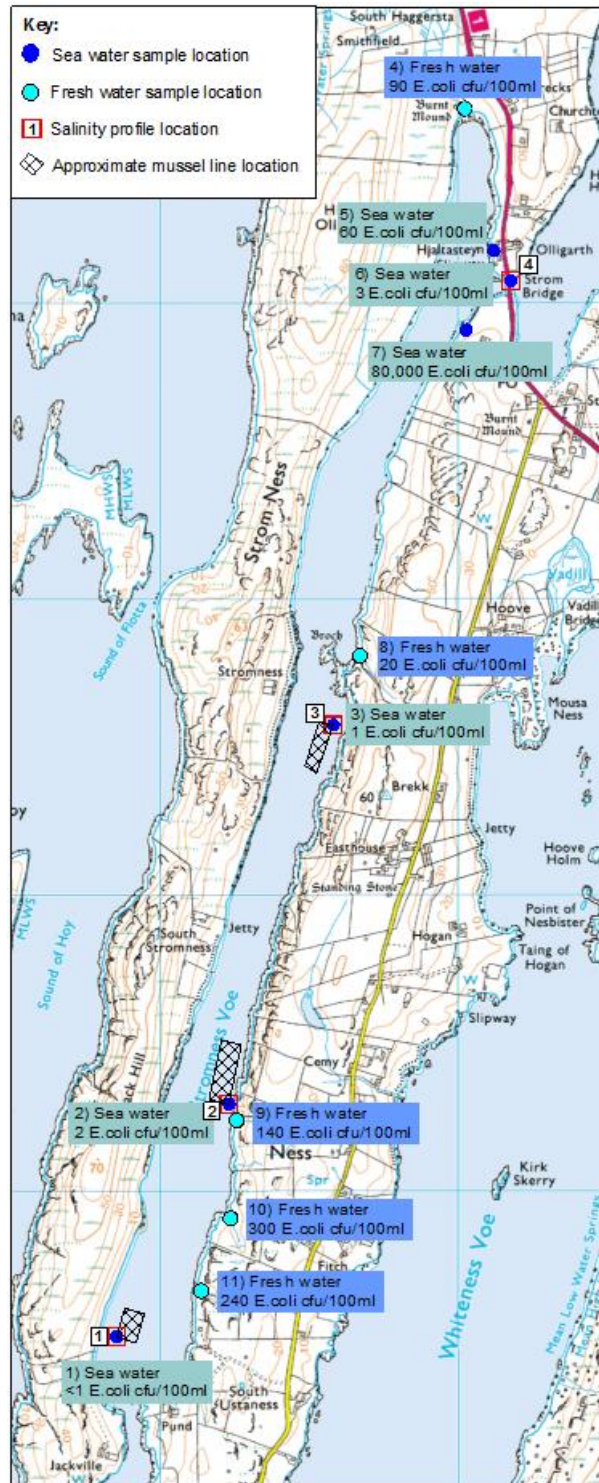 Key:
Sea water sample location
Fresh water sample location
1 Salinity profile location
Approximate mussel line location
South Haggersta
Smithfield
1
4) Fresh water
90 E.coli cfu/100ml
Burnt
Mound
Churcht
5) Sea water
60 E.coli cfu/100ml
Hjaltasteyn
Olligarth
4
6) Sea water
3 E.coli cfu/100ml
Strom
Bridge
7) Sea water
80,000 E.coli cfu/100ml
PO
Burnt
Mound
W
Strom Ness
MHWS
MLWS
Sound of Flotta
Hoove
Vadill
Vadill
Bridge
Broch
8) Fresh water
20 E.coli cfu/100ml
Stromness
Mousa
Ness
3
3) Sea water
1 E.coli cfu/100ml
60
Brekk
Jetty
Easthouse
Hoove
Holm
Standing Stone
MLWS
Sound of Hoy
South
Stromness
Jetty
Hogan
Point of
Nesbister
Taing of
Hogan
W
Slipway
Stromness Voe
Cemy
2
2) Sea water
2 E.coli cfu/100ml
9) Fresh water
140 E.coli cfu/100ml
Ness
70
Spr
Kirk
Skerry
10) Fresh water
300 E.coli cfu/100ml
Fitch
11) Fresh water
240 E.coli cfu/100ml
Whiteness Voe
Mean Low Water Springs
1
1) Sea water
<1 E.coli cfu/100ml
South
Ustaness
Pund
Jackville
W